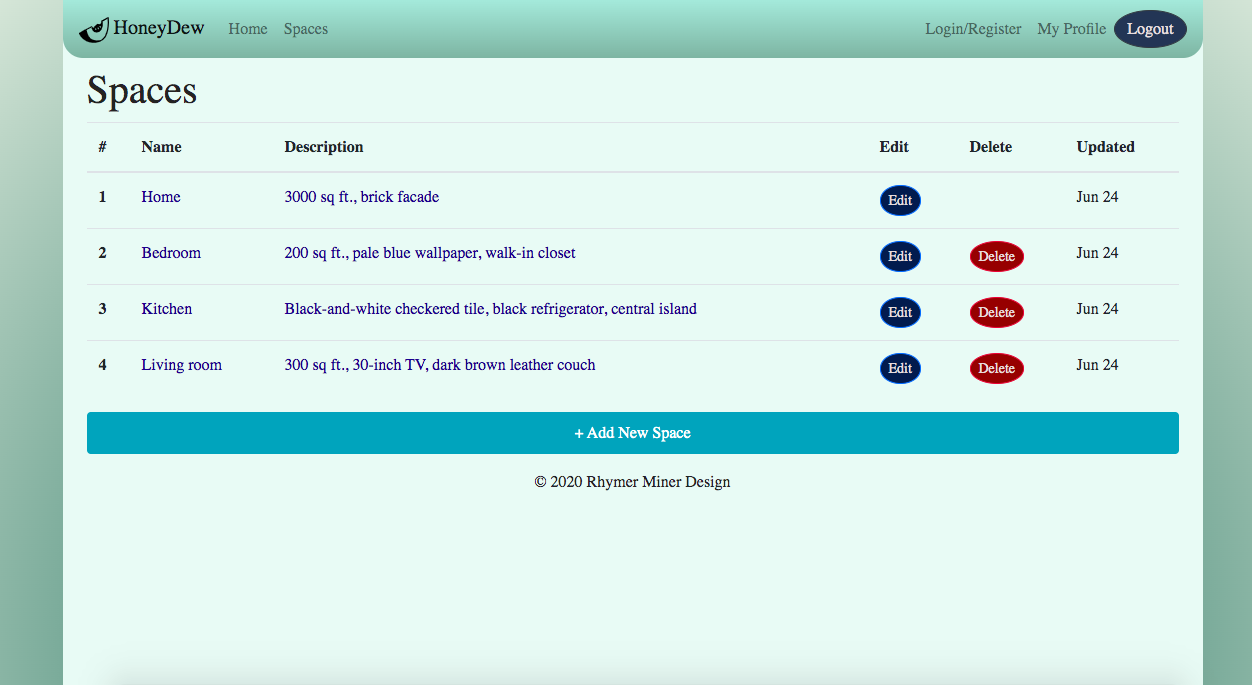 HoneyDew Home Spaces Login/Register My Profile Logout
Spaces
# Name Description Edit Delete Updated
1 Home 3000 sq ft., brick facade Edit Jun 24
2 Bedroom 200 sq ft., pale blue wallpaper, walk-in closet Edit Delete Jun 24
3 Kitchen Black-and-white checkered tile, black refrigerator, central island Edit Delete Jun 24
4 Living room 300 sq ft., 30-inch TV, dark brown leather couch Edit Delete Jun 24
+ Add New Space
© 2020 Rhymer Miner Design